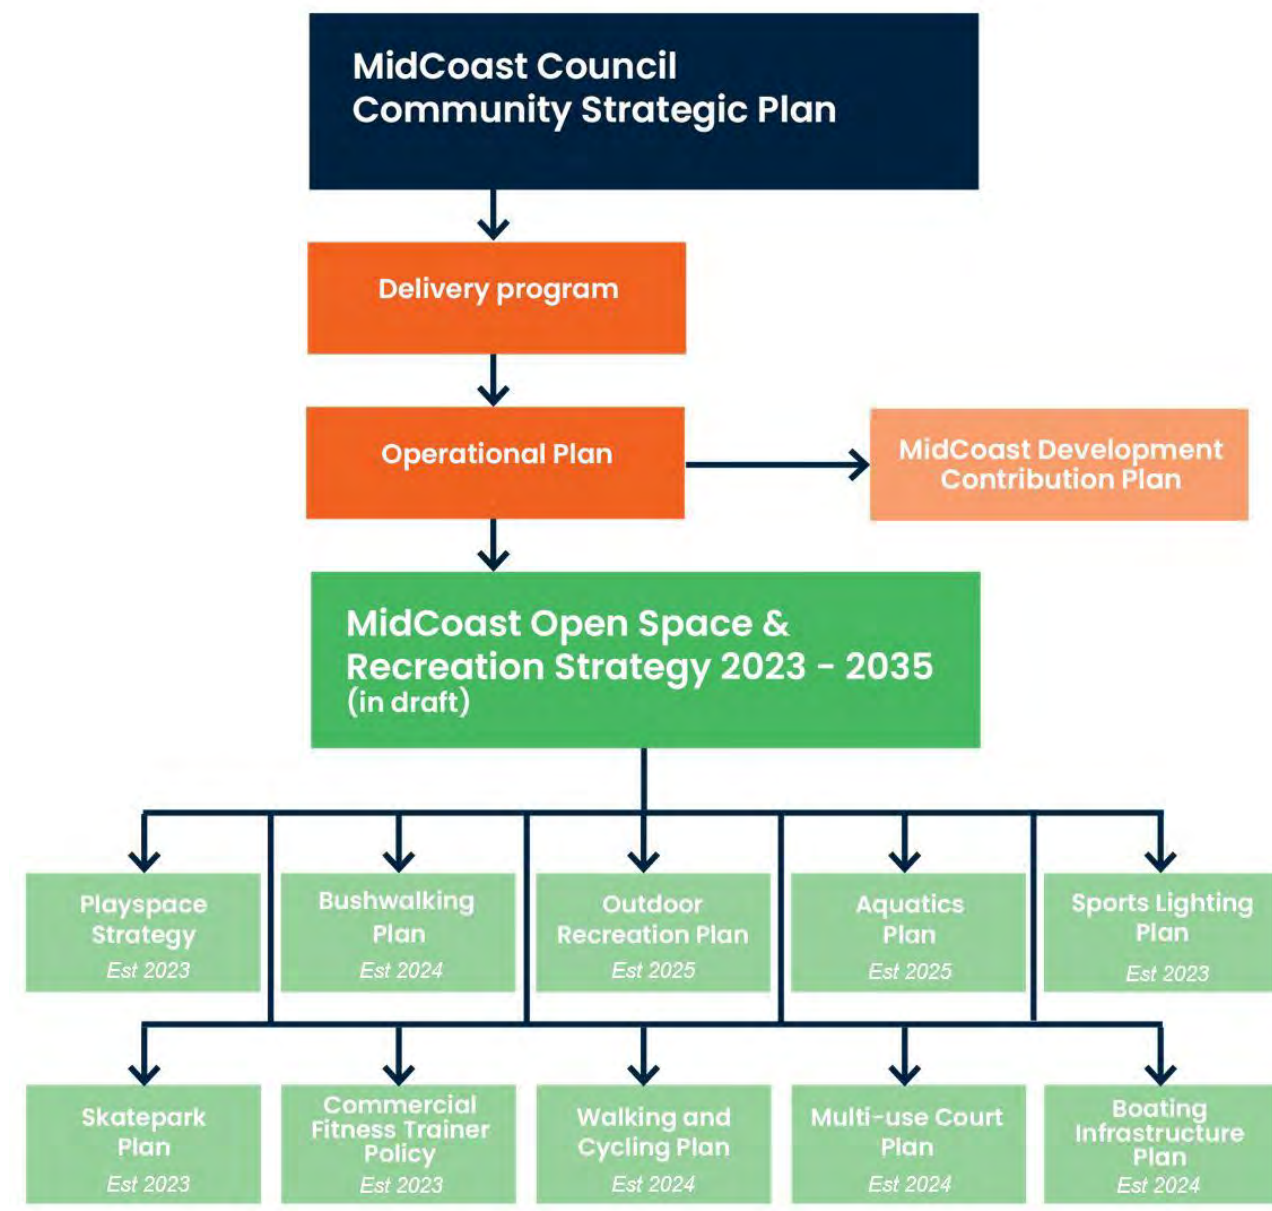 MidCoast Council
Community Strategic Plan
Delivery program
Operational Plan
MidCoast Development
Contribution Plan
MidCoast Open Space &
Recreation Strategy 2023 - 2035
(in draft)
Playspace
Strategy
Est 2023
Bushwalking
Plan
Est 2024
Outdoor
Recreation Plan
Est 2025
Aquatics
Plan
Est 2025
Sports Lighting
Plan
Est 2023
Skatepark
Plan
Est 2023
Commercial
Fitness Trainer
Policy
Est 2023
Walking and
Cycling Plan
Est 2024
Multi-use Court
Plan
Est 2024
Boating
Infrastructure
Plan
Est 2024